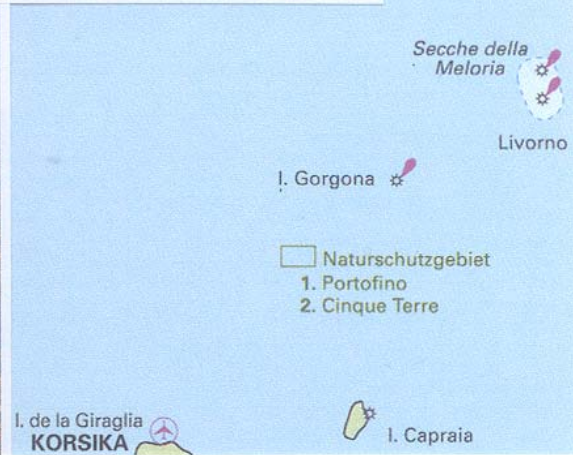 Secche della
Meloria
Livorno
I. Gorgona
Naturschutzgebiet
1. Portofino
2. Cinque Terre
I. de la Giraglia
KORSIKA
I. Capraia